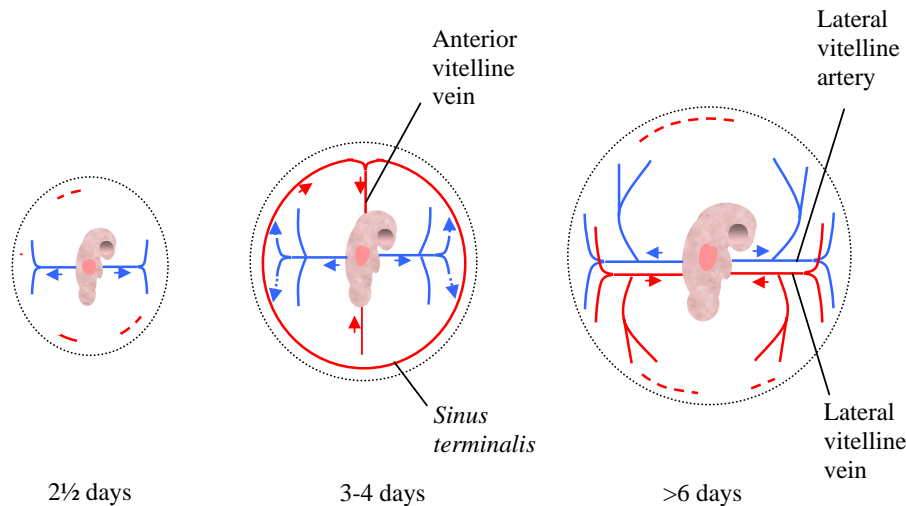 Anterior
vitelline
vein
Lateral
vitelline
artery
Sinus
terminalis
Lateral
vitelline
vein
2½ days
3-4 days
>6 days